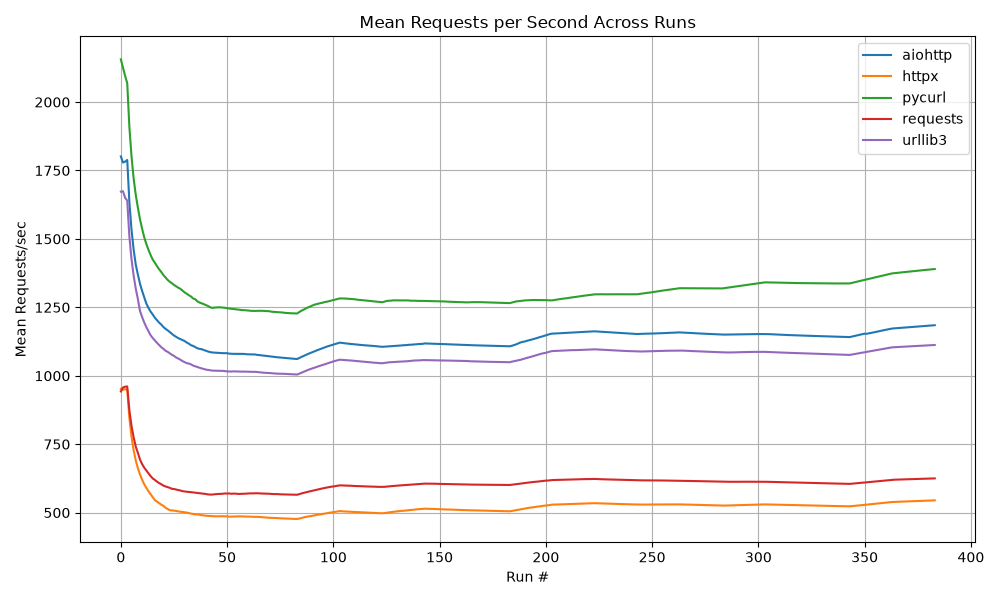 Mean Requests per Second Across Runs
aiohttp
httpx
pycurl
requests
urllib3
Mean Requests/sec
2000
1750
1500
1250
1000
750
500
0 50 100 150 200 250 300 350 400
Run #